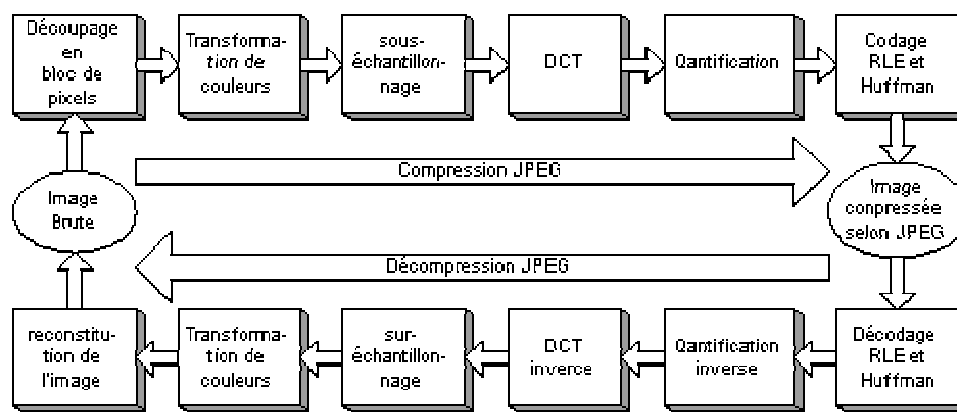 Découpage
en
bloc de
pixels
Transforma-
tion de
couleurs
sous-
échantillon-
nage
DCT
Qantification
Codage
RLE et
Huffman
Compression JPEG
Image
Brute
Image
conpressée
selon JPEG
Décompression JPEG
reconstitu-
tion de
l'image
Transforma-
tion de
couleurs
sur-
échantillon-
nage
DCT
inverce
Qantification
inverse
Décodage
RLE et
Huffman